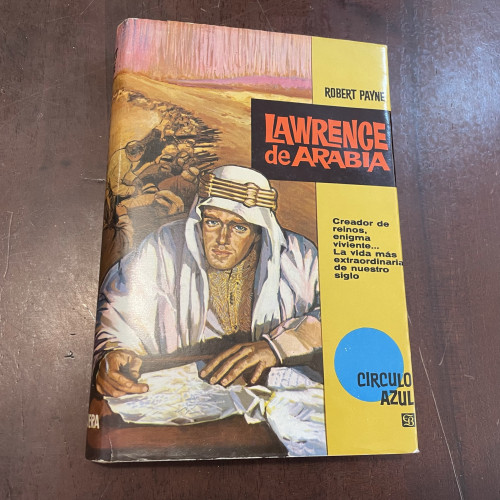 ROBERT PAYNE
LAWRENCE
de ARABIA
Creador de
reinos,
enigma
viviente...
La vida más
extraordinaria
de nuestro
siglo
CIRCULO
AZUL